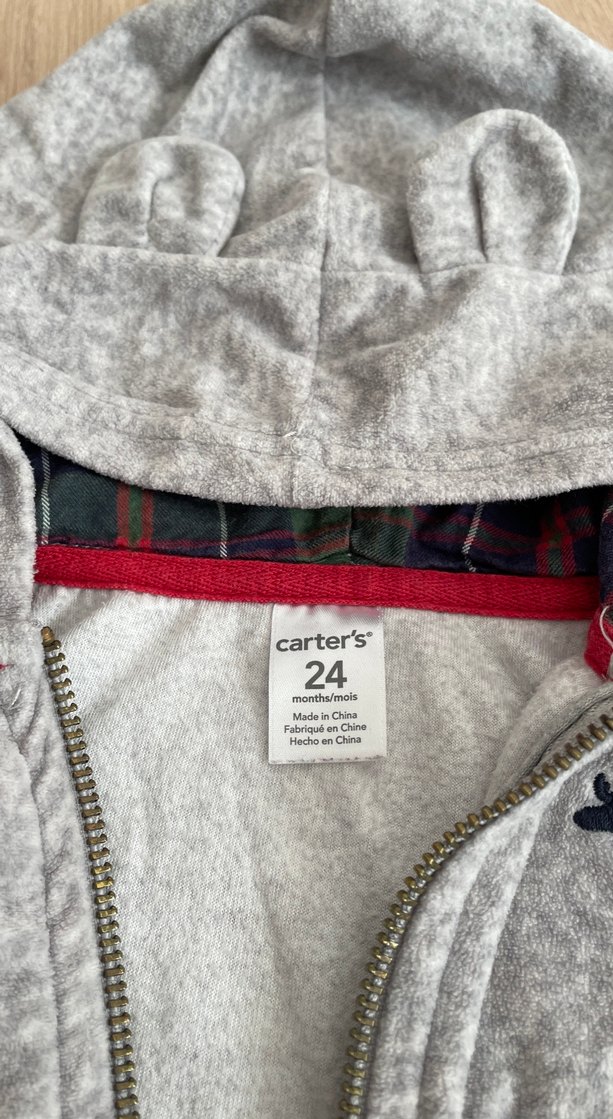 carter's®
24
months/mois
Made in China
Fabriqué en Chine
Hecho en China